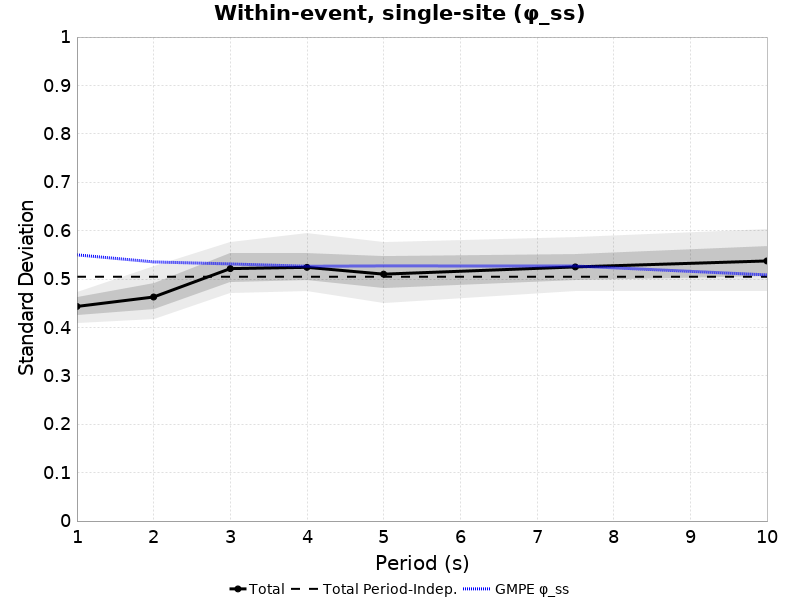 Within-event, single-site (φ_ss)
1
0.9
0.8
0.7
0.6
0.5
0.4
0.3
0.2
0.1
0
Standard Deviation
1 2 3 4 5 6 7 8 9 10
Period (s)
Total Total Period-Indep. GMPE φ_ss